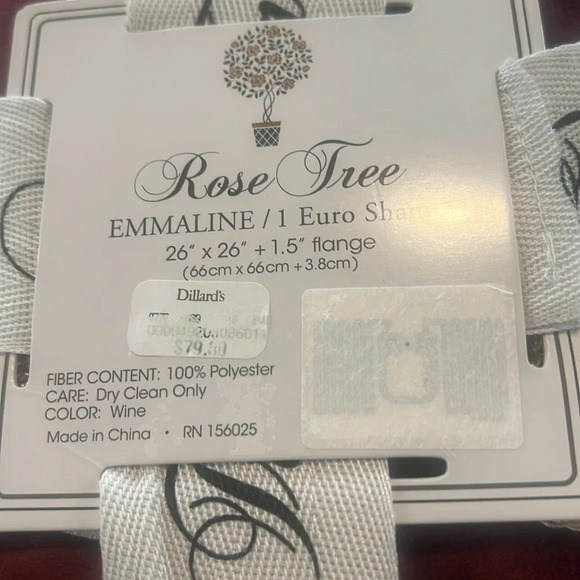 Rose Tree
EMMALINE / 1 Euro
26" x 26" + 1.5" flange
(66cm x 66cm + 3.8cm)
Dillard's
FIBER CONTENT: 100% Polyester
CARE: Dry Clean Only
COLOR: Wine
Made in China • RN 156025